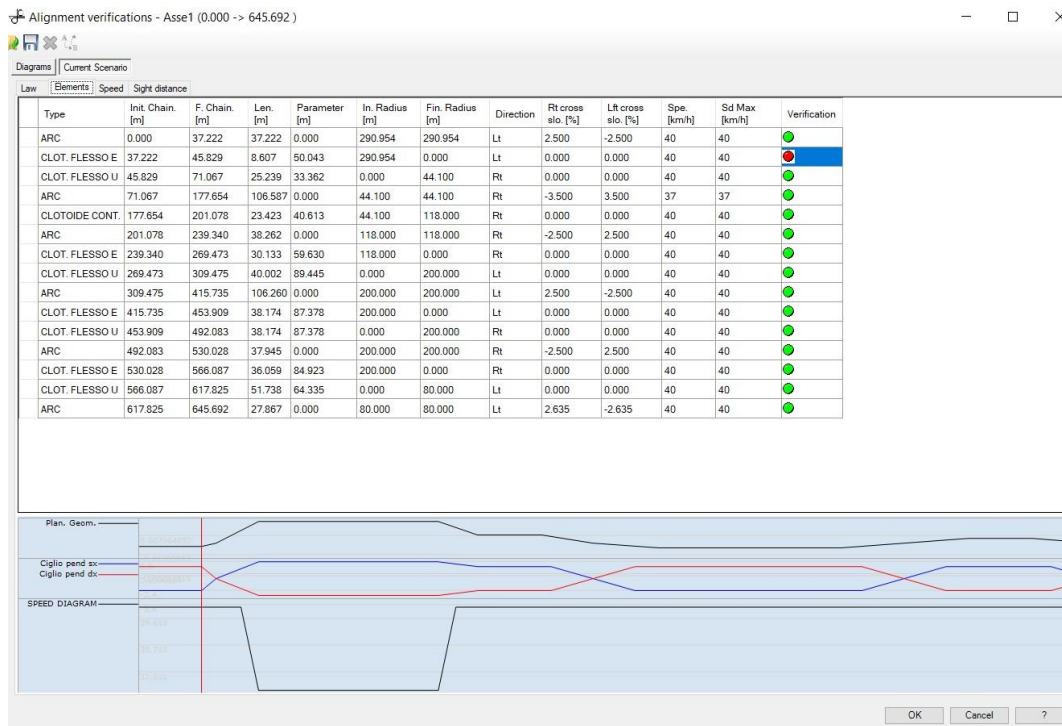 Alignment verifications - Asse1 (0.000 -> 645.692 )
Diagrams Current Scenario
Law Elements Speed Sight distance
Type Init. Chain. [m] F. Chain. [m] Len. [m] Parameter [m] In. Radius [m] Fin. Radius [m] Direction Rt cross slo. [%] Lft cross slo. [%] Spe. [km/h] Sd Max [km/h] Verification
ARC 0.000 37.222 37.222 0.000 290.954 290.954 Lt 2.500 -2.500 40 40
CLOT. FLESSO E 37.222 45.829 8.607 50.043 290.954 0.000 Lt 0.000 0.000 40 40
CLOT. FLESSO U 45.829 71.067 25.239 33.362 0.000 44.100 Rt 0.000 0.000 40 40
ARC 71.067 177.654 106.587 0.000 44.100 44.100 Rt -3.500 3.500 37 37
CLOTOIDE CONT. 177.654 201.078 23.423 40.613 44.100 118.000 Rt 0.000 0.000 40 40
ARC 201.078 239.340 38.262 0.000 118.000 118.000 Rt -2.500 2.500 40 40
CLOT. FLESSO E 239.340 269.473 30.133 59.630 118.000 0.000 Rt 0.000 0.000 40 40
CLOT. FLESSO U 269.473 309.475 40.002 89.445 0.000 200.000 Lt 0.000 0.000 40 40
ARC 309.475 415.735 106.260 0.000 200.000 200.000 Lt 2.500 -2.500 40 40
CLOT. FLESSO E 415.735 453.909 38.174 87.378 200.000 0.000 Lt 0.000 0.000 40 40
CLOT. FLESSO U 453.909 492.083 38.174 87.378 0.000 200.000 Rt 0.000 0.000 40 40
ARC 492.083 530.028 37.945 0.000 200.000 200.000 Rt -2.500 2.500 40 40
CLOT. FLESSO E 530.028 566.087 36.059 84.923 200.000 0.000 Rt 0.000 0.000 40 40
CLOT. FLESSO U 566.087 617.825 51.738 64.335 0.000 80.000 Lt 0.000 0.000 40 40
ARC 617.825 645.692 27.867 0.000 80.000 80.000 Lt 2.635 -2.635 40 40
Plan. Geom.
Ciglio pend sx
Ciglio pend dx
SPEED DIAGRAM
OK Cancel ?